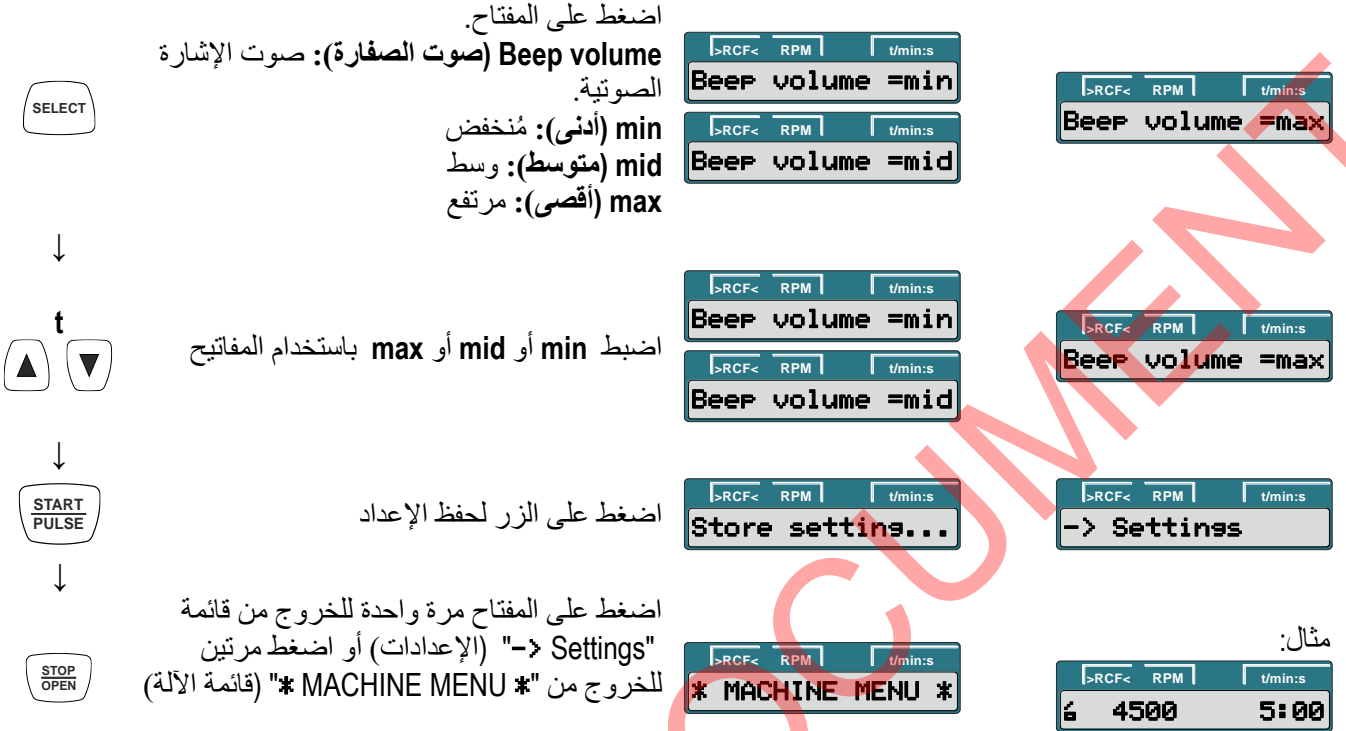 SELECT
اضغط على المفتاح.
Beep volume (صوت الصفارة): صوت الإشارة
الصوتية.
min (أدنى): مُنخفض
mid (متوسط): وسط
max (أقصى): مرتفع
>RCF< RPM t/min:s
Beep volume =min
>RCF< RPM t/min:s
Beep volume =mid
>RCF< RPM t/min:s
Beep volume =max
↓
t
▲ ▼
اضبط min أو mid أو max باستخدام المفاتيح
>RCF< RPM t/min:s
Beep volume =min
>RCF< RPM t/min:s
Beep volume =mid
>RCF< RPM t/min:s
Beep volume =max
↓
START
PULSE
اضغط على الزر لحفظ الإعداد
>RCF< RPM t/min:s
Store setting...
>RCF< RPM t/min:s
-> Settings
↓
STOP
OPEN
اضغط على المفتاح مرة واحدة للخروج من قائمة
"-> Settings" (الإعدادات) أو اضغط مرتين
للخروج من "* MACHINE MENU *" (قائمة الآلة)
>RCF< RPM t/min:s
* MACHINE MENU *
مثال:
>RCF< RPM t/min:s
4500 5:00
OCUMENT